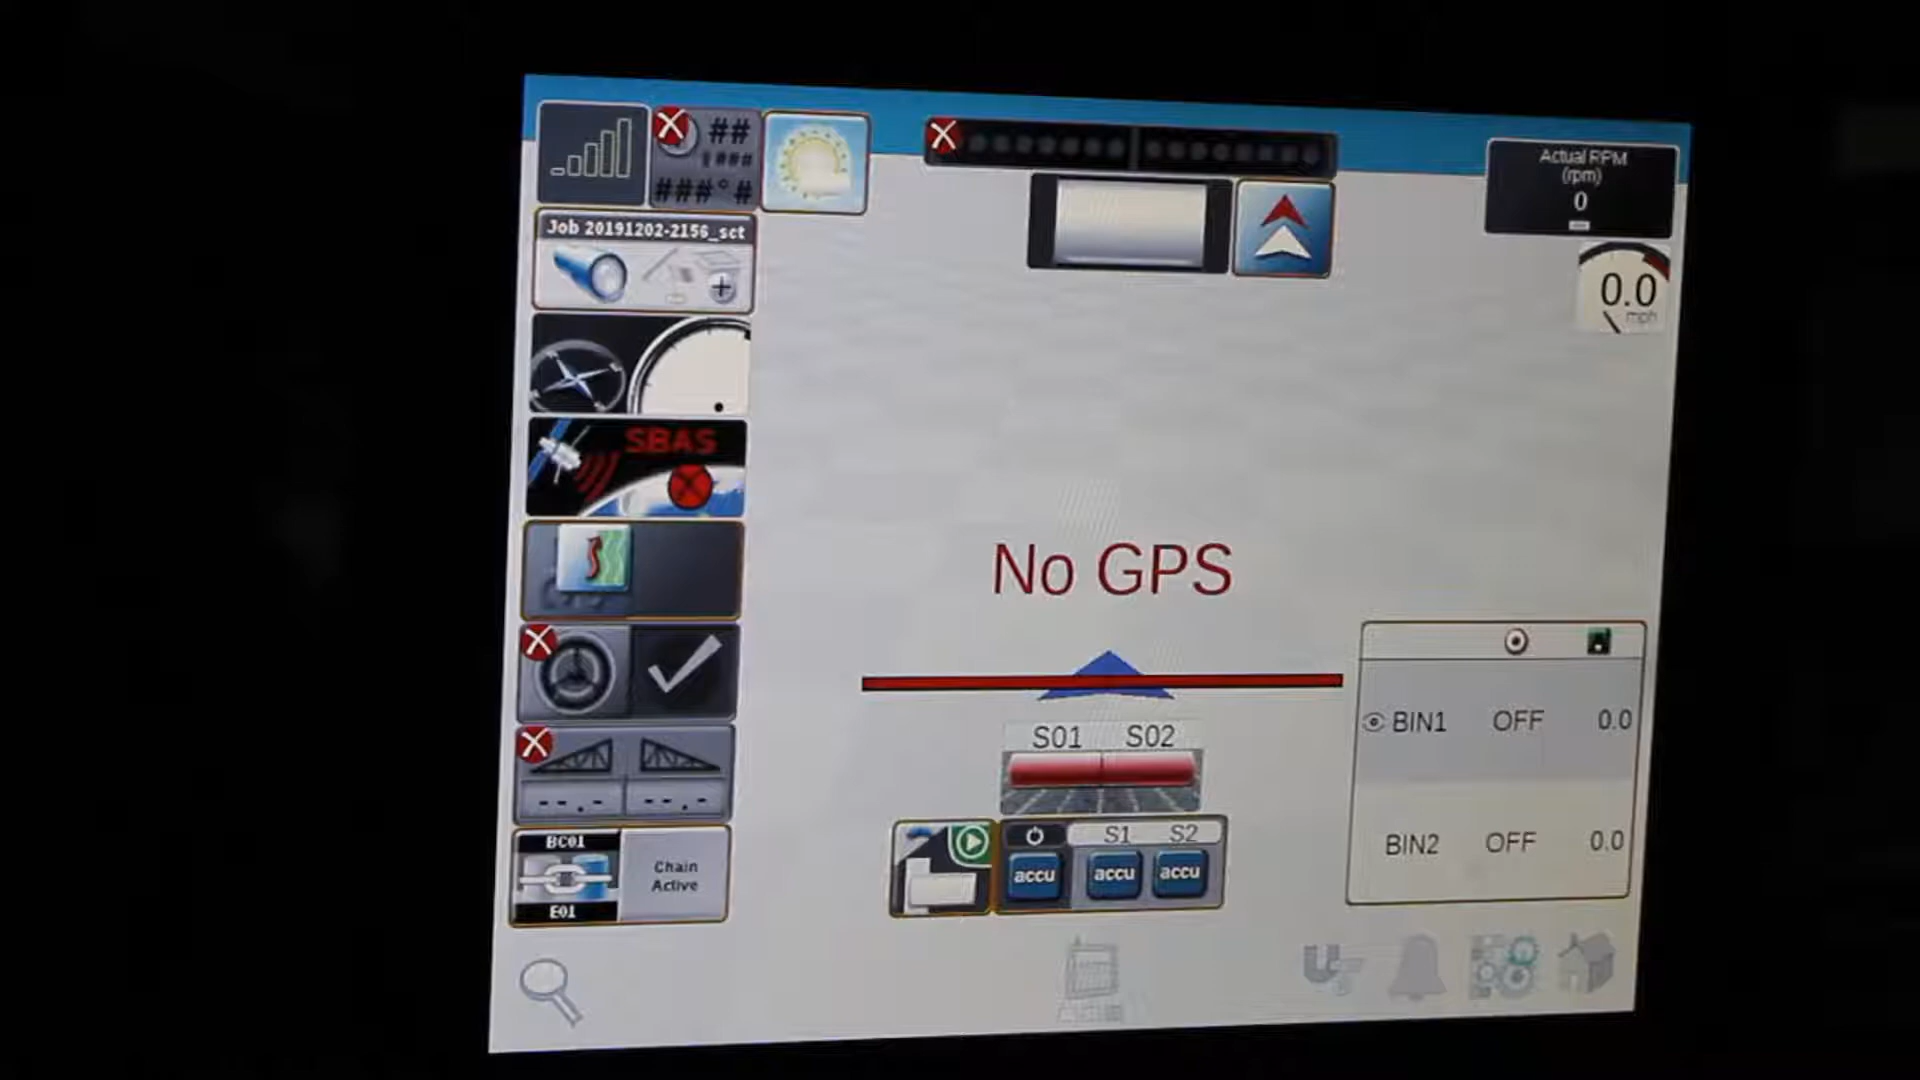 ##
####
###° #
Actual RPM
(rpm)
0
Job 20191202-2156_sct
0.0
mph
SBAS
No GPS
S01 S02
BIN1 OFF 0.0
BIN2 OFF 0.0
S1 S2
accu accu accu
BC01
Chain
Active
E01
--.- --.-